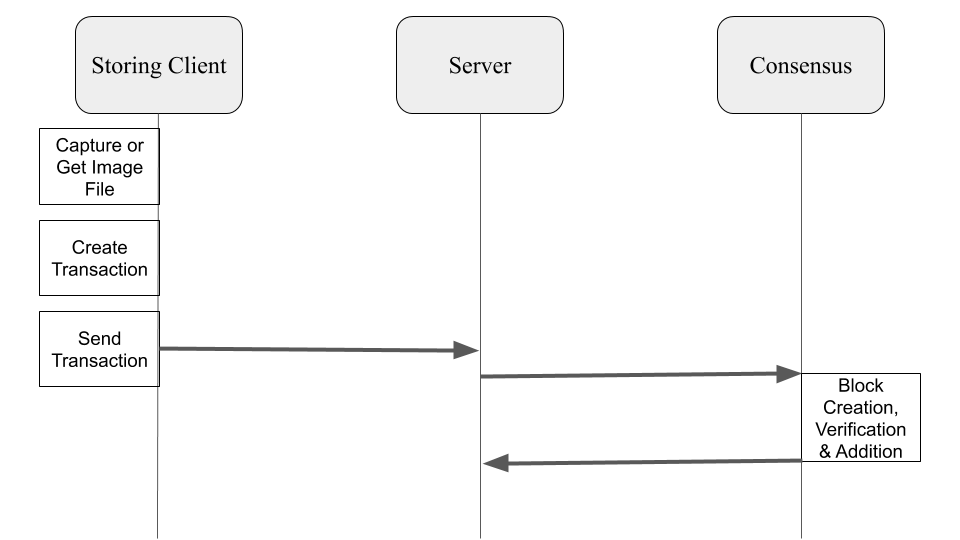 Storing Client
Server
Consensus
Capture or
Get Image
File
Create
Transaction
Send
Transaction
Block
Creation,
Verification
& Addition